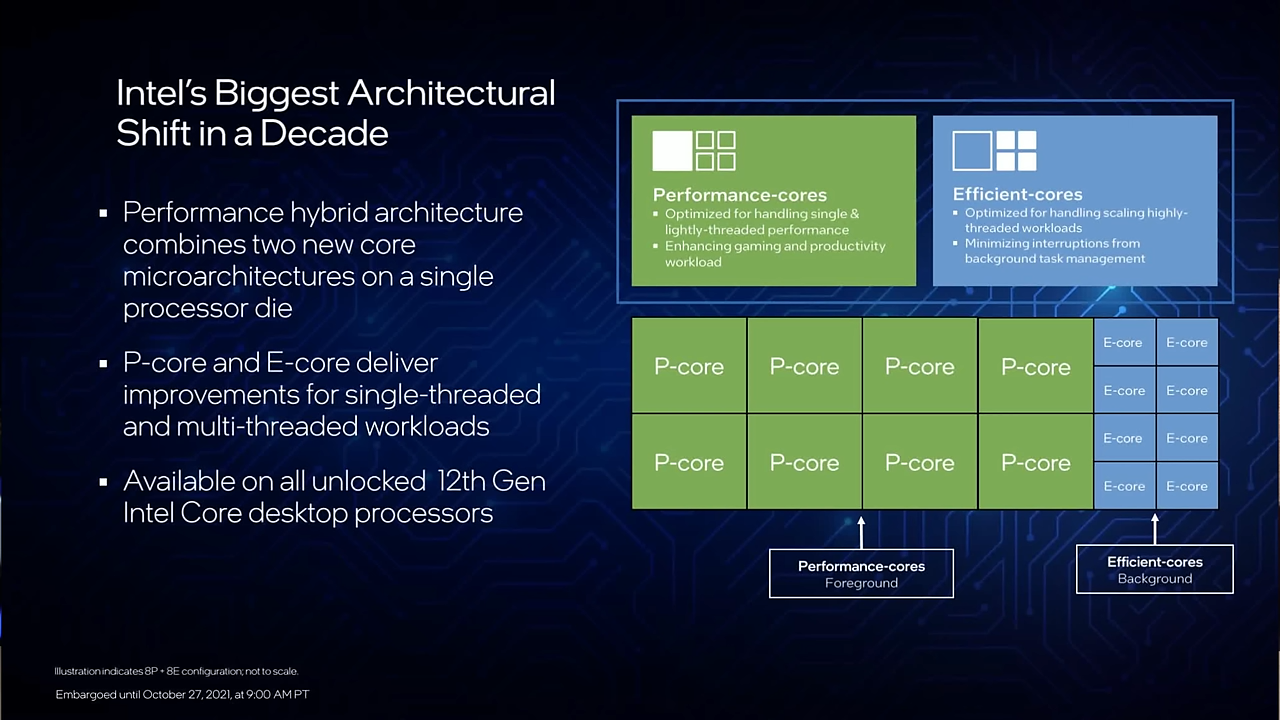 Intel's Biggest Architectural
Shift in a Decade
▪ Performance hybrid architecture
combines two new core
microarchitectures on a single
processor die
▪ P-core and E-core deliver
improvements for single-threaded
and multi-threaded workloads
▪ Available on all unlocked 12th Gen
Intel Core desktop processors
Performance-cores
▪ Optimized for handling single &
lightly-threaded performance
▪ Enhancing gaming and productivity
workload
Efficient-cores
▪ Optimized for handling scaling highly-
threaded workloads
▪ Minimizing interruptions from
background task management
P-core P-core P-core P-core E-core E-core
E-core E-core
P-core P-core P-core P-core E-core E-core
E-core E-core
Performance-cores
Foreground
Efficient-cores
Background
Illustration indicates 8P + 8E configuration; not to scale.
Embargoed until October 27, 2021, at 9:00 AM PT